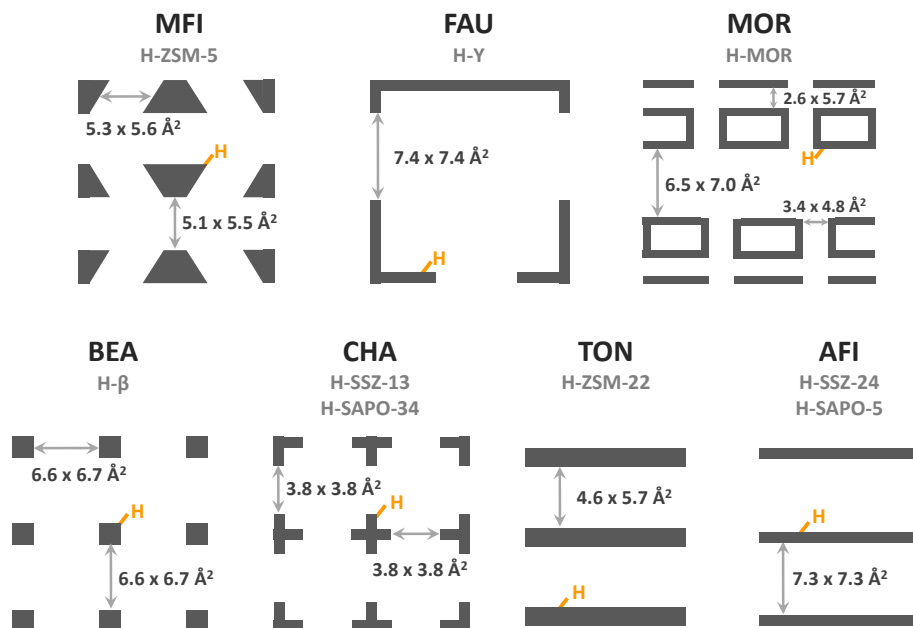 MFI
H-ZSM-5
5.3 x 5.6 Å²
H
5.1 x 5.5 Å²
FAU
H-Y
7.4 x 7.4 Å²
H
MOR
H-MOR
2.6 x 5.7 Å²
H
6.5 x 7.0 Å²
3.4 x 4.8 Å²
BEA
H-β
6.6 x 6.7 Å²
H
6.6 x 6.7 Å²
CHA
H-SSZ-13
H-SAPO-34
3.8 x 3.8 Å²
H
3.8 x 3.8 Å²
TON
H-ZSM-22
4.6 x 5.7 Å²
H
AFI
H-SSZ-24
H-SAPO-5
H
7.3 x 7.3 Å²